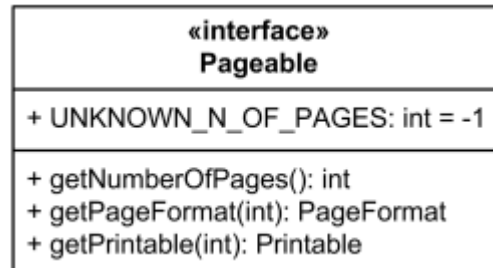 «interface»
Pageable
+ UNKNOWN_N_OF_PAGES: int = -1
+ getNumberOfPages(): int
+ getPageFormat(int): PageFormat
+ getPrintable(int): Printable